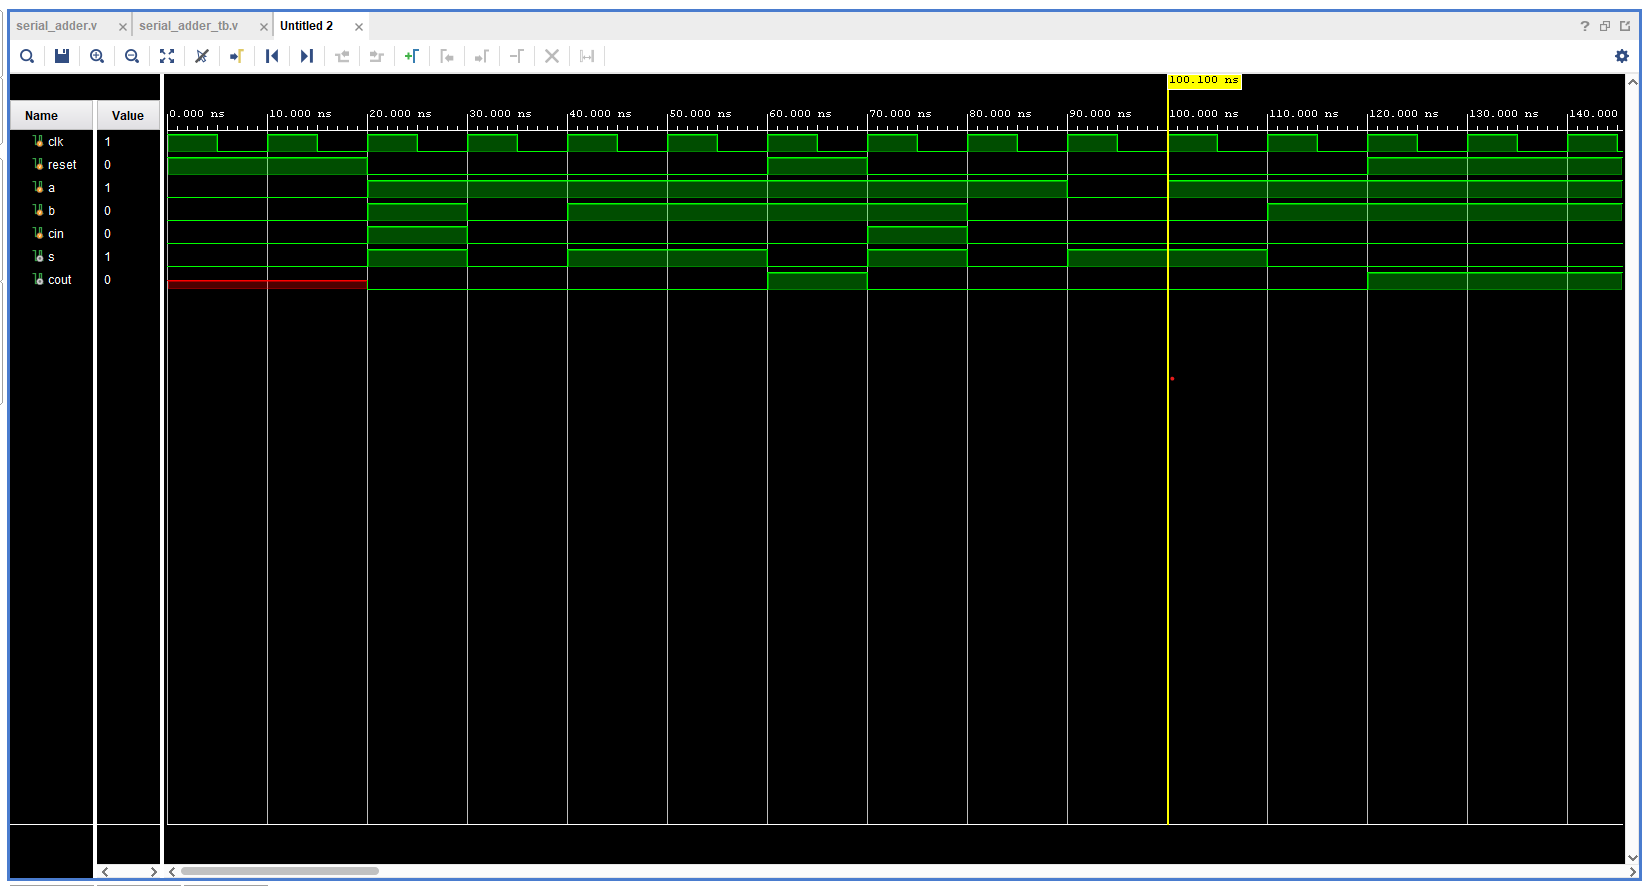 serial_adder.v serial_adder_tb.v Untitled 2
100.100 ns
Name Value
0.000 ns 10.000 ns 20.000 ns 30.000 ns 40.000 ns 50.000 ns 60.000 ns 70.000 ns 80.000 ns 90.000 ns 100.000 ns 110.000 ns 120.000 ns 130.000 ns 140.000
clk 1
reset 0
a 1
b 0
cin 0
s 1
cout 0